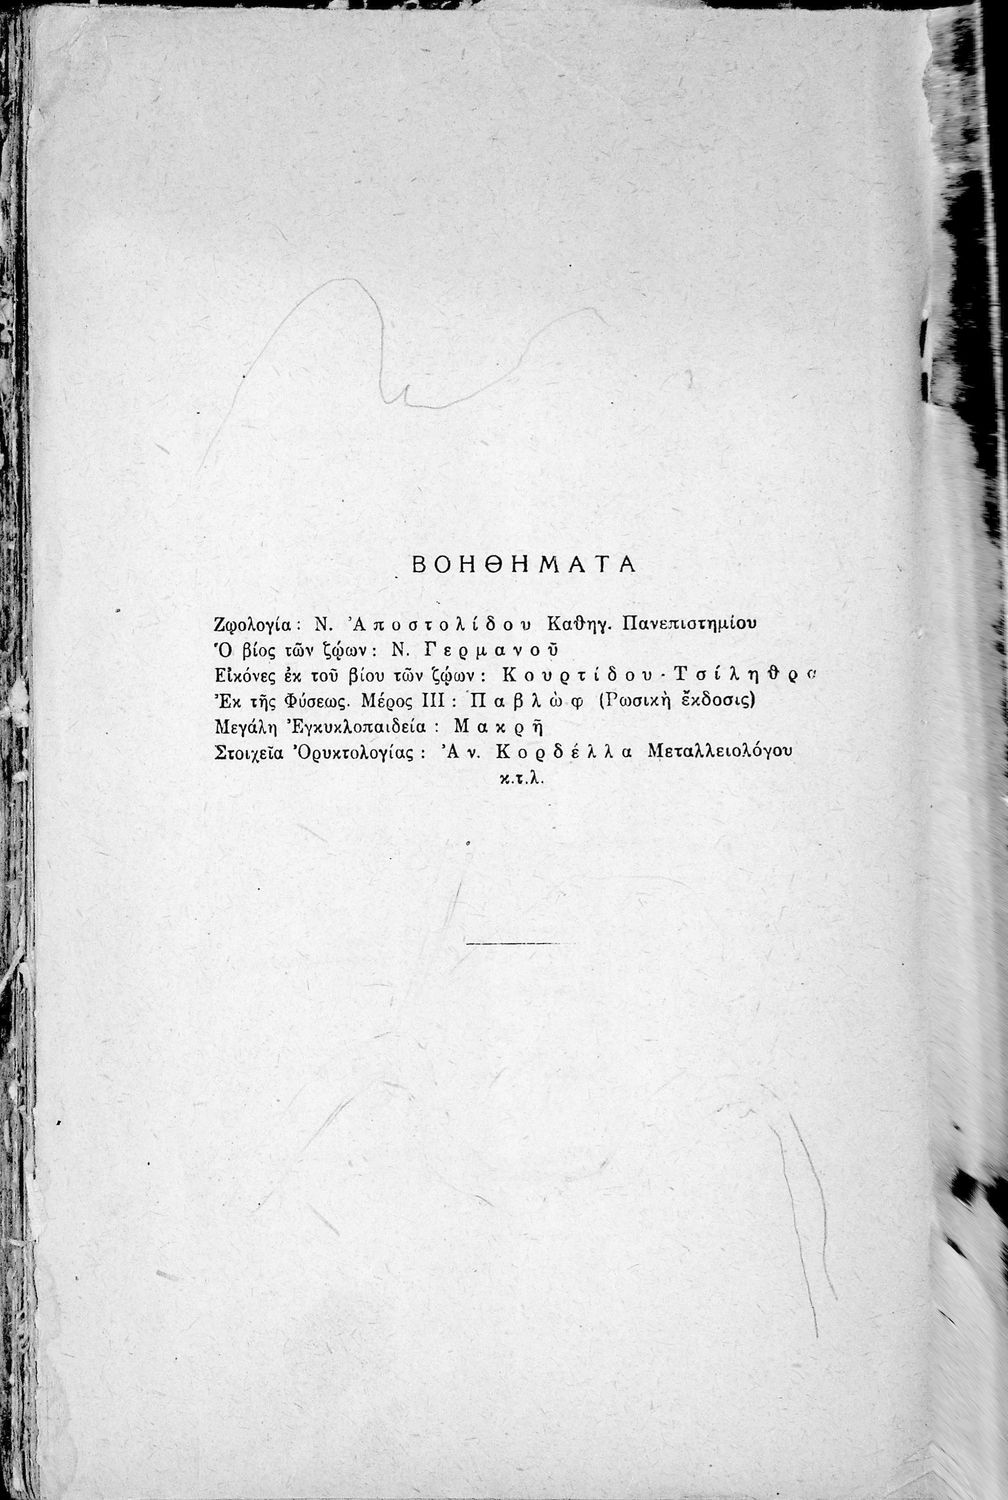 ΒΟΗΘΗΜΑΤΑ
Ζῳολογία: Ν. Ἀποστολίδου Καθηγ. Πανεπιστημίου
Ὁ βίος τῶν ζῴων: Ν. Γερμανοῦ
Εἰκόνες ἐκ τοῦ βίου τῶν ζῴων: Κουρτίδου - Τσίληθρα
Ἐκ τῆς Φύσεως. Μέρος ΙΙΙ: Παβλὼφ (Ρωσικὴ ἔκδοσις)
Μεγάλη Ἐγκυκλοπαιδεία: Μακρῆ
Στοιχεῖα Ὀρυκτολογίας: Ἀν. Κορδέλλα Μεταλλειολόγου
κ.τ.λ.